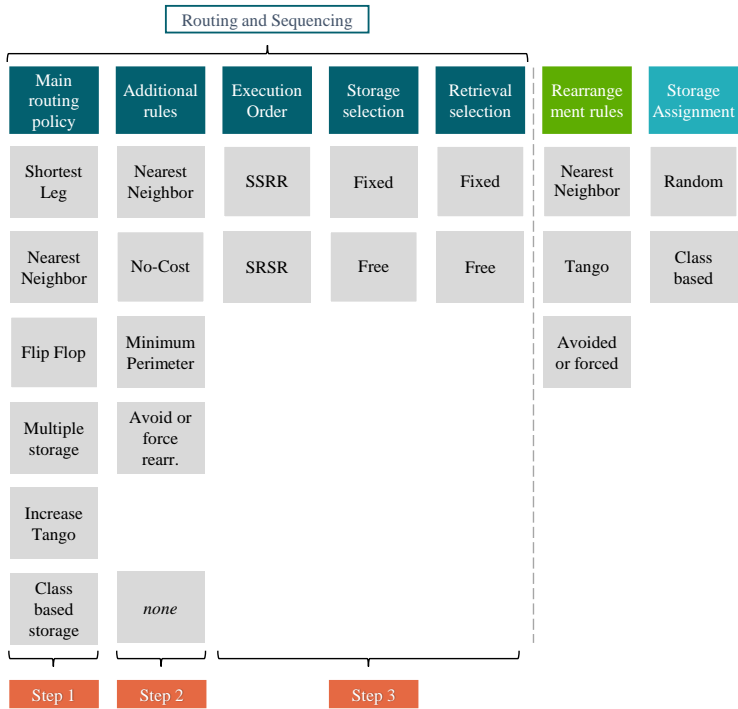 Routing and Sequencing
Main
routing
policy
Additional
rules
Execution
Order
Storage
selection
Retrieval
selection
Rearrange
ment rules
Storage
Assignment
Shortest
Leg
Nearest
Neighbor
SSRR
Fixed
Fixed
Nearest
Neighbor
Random
Nearest
Neighbor
No-Cost
SRSR
Free
Free
Tango
Class
based
Flip Flop
Minimum
Perimeter
Avoided
or forced
Multiple
storage
Avoid or
force
rearr.
Increase
Tango
Class
based
storage
none
Step 1
Step 2
Step 3